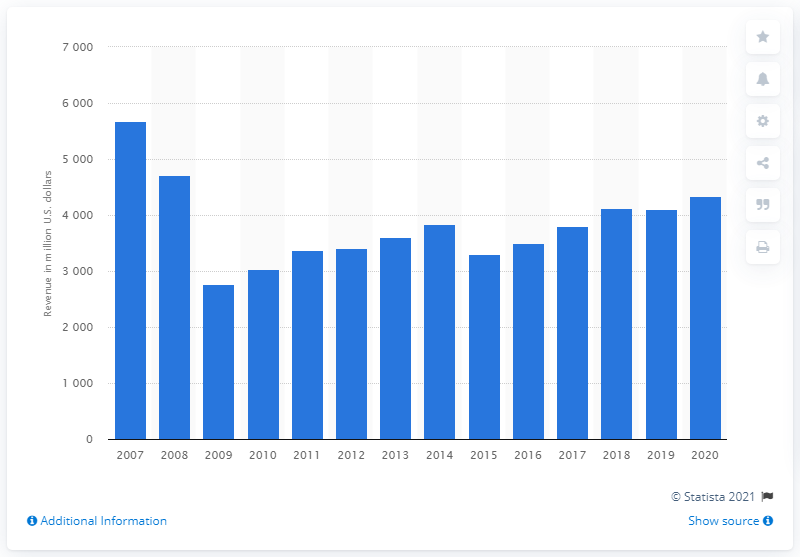 7 000
6 000
5 000
4 000
3 000
2 000
1 000
0
Revenue in million U.S. dollars
2007 2008 2009 2010 2011 2012 2013 2014 2015 2016 2017 2018 2019 2020
© Statista 2021
Additional Information Show source